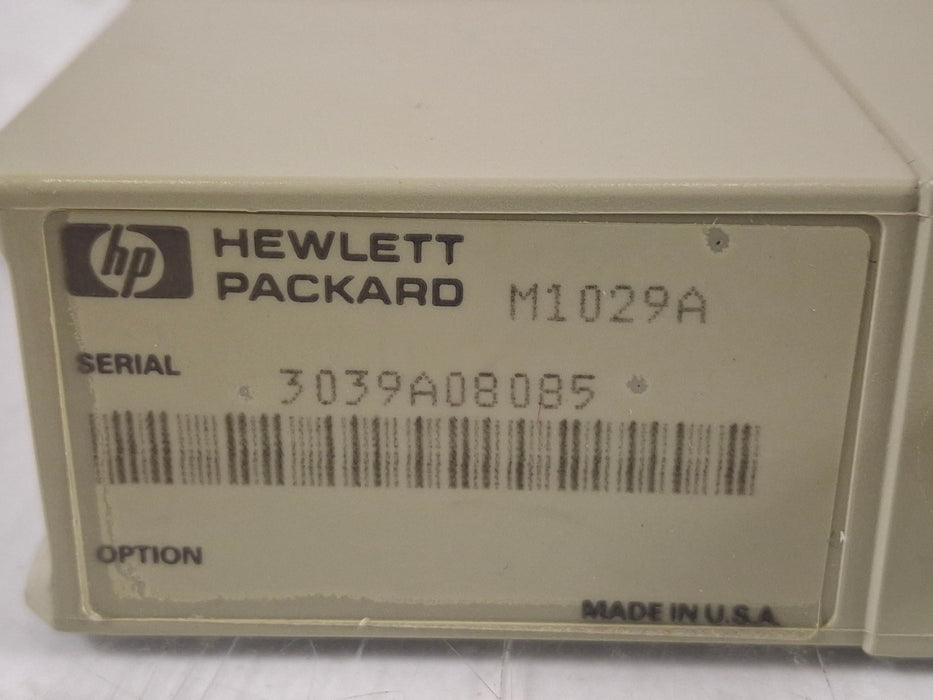 hp HEWLETT
PACKARD M1029A
SERIAL
3039A08085
OPTION
MADE IN U.S.A.